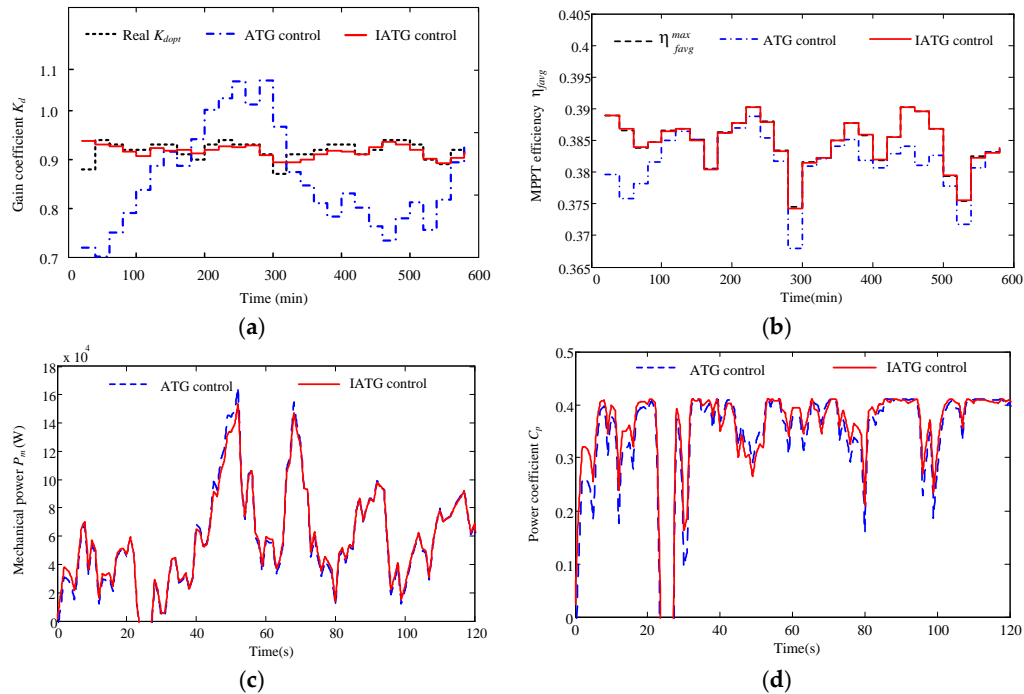 (a)
Real K_dopt ATG control IATG control
Gain coefficient K_d
1.1
1.0
0.9
0.8
0.7
0 100 200 300 400 500 600
Time (min)
(b)
η_favg^max ATG control IATG control
MPPT efficiency η_favg
0.405
0.4
0.395
0.39
0.385
0.38
0.375
0.37
0.365
0 100 200 300 400 500 600
Time(min)
(a)
(b)
x 10^4
ATG control IATG control
Mechanical power P_m (W)
18
16
14
12
10
8
6
4
2
0
0 20 40 60 80 100 120
Time(s)
(c)
ATG control IATG control
Power coefficient C_p
0.5
0.4
0.3
0.2
0.1
0
0 20 40 60 80 100 120
Time(s)
(d)